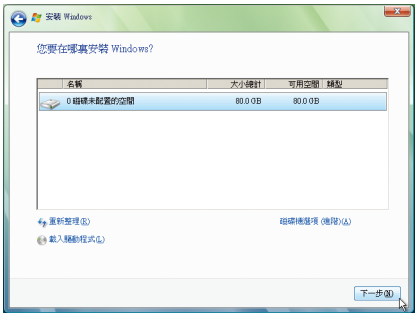 安裝 Windows
您要在哪裏安裝 Windows?
名稱 大小總計 可用空間 類型
0 磁碟未配置的空間 80.0 GB 80.0 GB
重新整理(R) 磁碟機選項 (進階)(A)
載入驅動程式(L)
下一步(N)